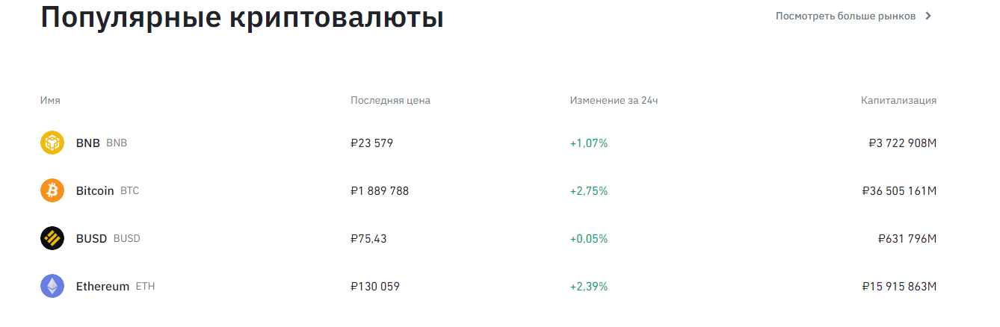 Популярные криптовалюты Посмотреть больше рынков
Имя Последняя цена Изменение за 24ч Капитализация
BNB BNB ₽23 579 +1,07% ₽3 722 908M
Bitcoin BTC ₽1 889 788 +2,75% ₽36 505 161M
BUSD BUSD ₽75,43 +0,05% ₽631 796M
Ethereum ETH ₽130 059 +2,39% ₽15 915 863M